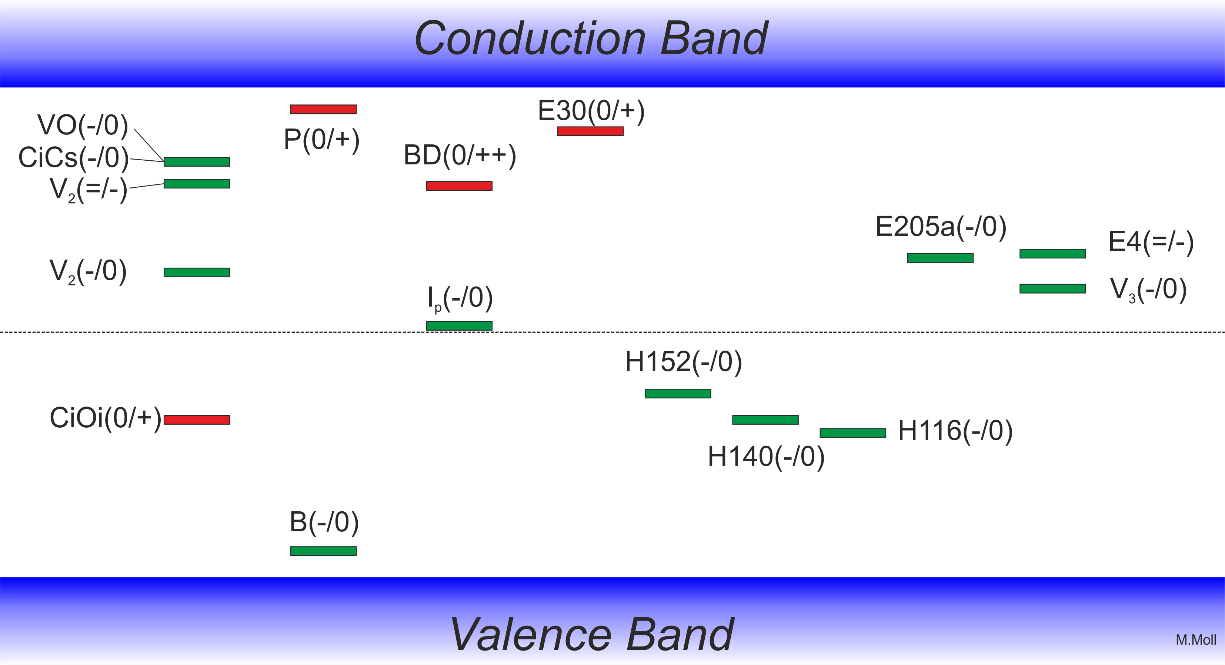 Conduction Band
VO(-/0)
CiCs(-/0)
V₂(=/-)
P(0/+)
BD(0/++)
E30(0/+)
E205a(-/0)
E4(=/-)
V₂(-/0)
Iₚ(-/0)
V₃(-/0)
H152(-/0)
CiOi(0/+)
H140(-/0)
H116(-/0)
B(-/0)
Valence Band
M.Moll